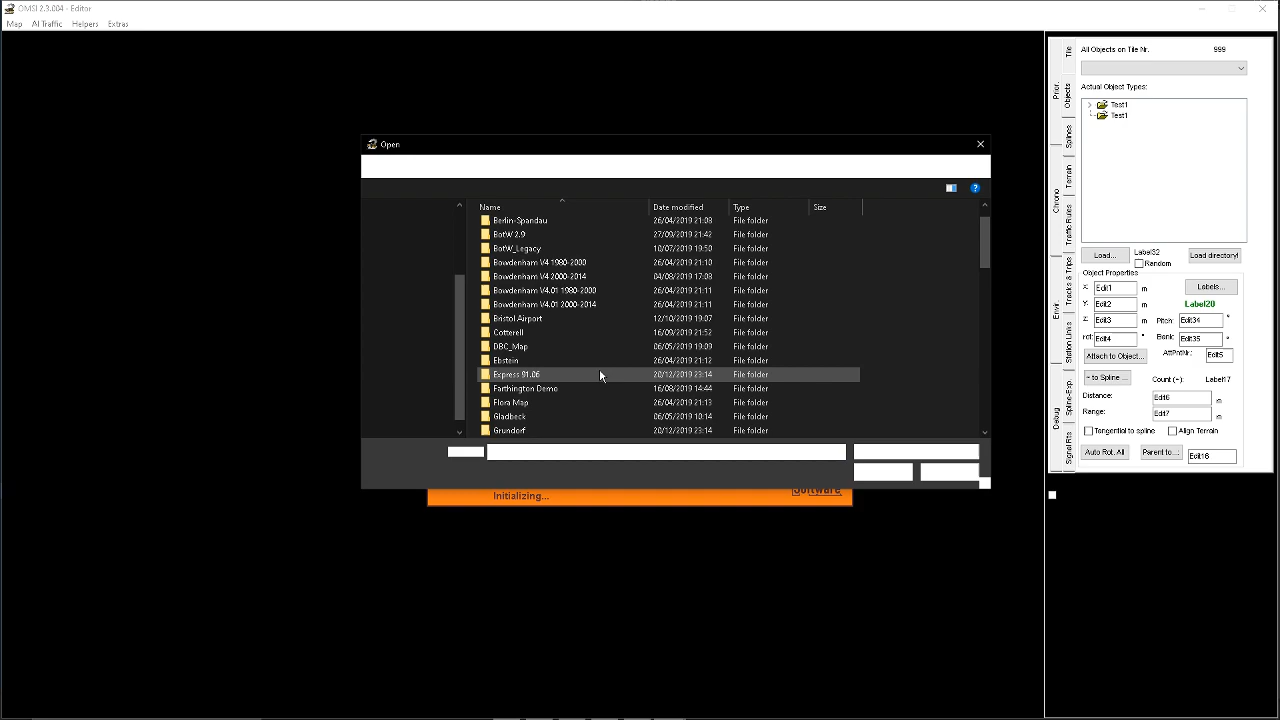 OMSI 2.3.004 - Editor
Map AI Traffic Helpers Extras
Open
Name Date modified Type Size
Berlin-Spandau 26/04/2019 21:08 File folder
BotW 2.9 27/09/2019 21:42 File folder
BotW_Legacy 10/07/2019 19:50 File folder
Bowdenham V4 1980-2000 26/04/2019 21:10 File folder
Bowdenham V4 2000-2014 04/08/2019 17:08 File folder
Bowdenham V4.01 1980-2000 26/04/2019 21:11 File folder
Bowdenham V4.01 2000-2014 26/04/2019 21:11 File folder
Bristol Airport 12/10/2019 19:07 File folder
Cotterell 16/09/2019 21:52 File folder
DBC_Map 06/05/2019 19:09 File folder
Ebstein 26/04/2019 21:12 File folder
Express 91.06 20/12/2019 23:14 File folder
Farthington Demo 16/08/2019 14:44 File folder
Flora Map 26/04/2019 21:13 File folder
Gladbeck 06/05/2019 10:14 File folder
Grundorf 20/12/2019 23:14 File folder
Initializing...
Software
Tile
Objects
Splines
Terrain
Traffic Rules
Tracks & Trips
Station Links
Spline-Exp.
Signal Rts
Prior.
Chrono
Envir.
Debug
All Objects on Tile Nr. 999
Actual Object Types:
Test1
Test1
Load... Label32 Load directory!
Random
Object Properties
X: Edit1 m Labels...
Y: Edit2 m Label20
Z: Edit3 m Pitch: Edit34 °
rot: Edit4 ° Bank: Edit35 °
Attach to Object... AttPntNr: Edit5
~ to Spline ... Count (÷): Label17
Distance: Edit6 m
Range: Edit7 m
Tangential to spline Align Terrain
Auto Rot. All Parent to...: Edit16